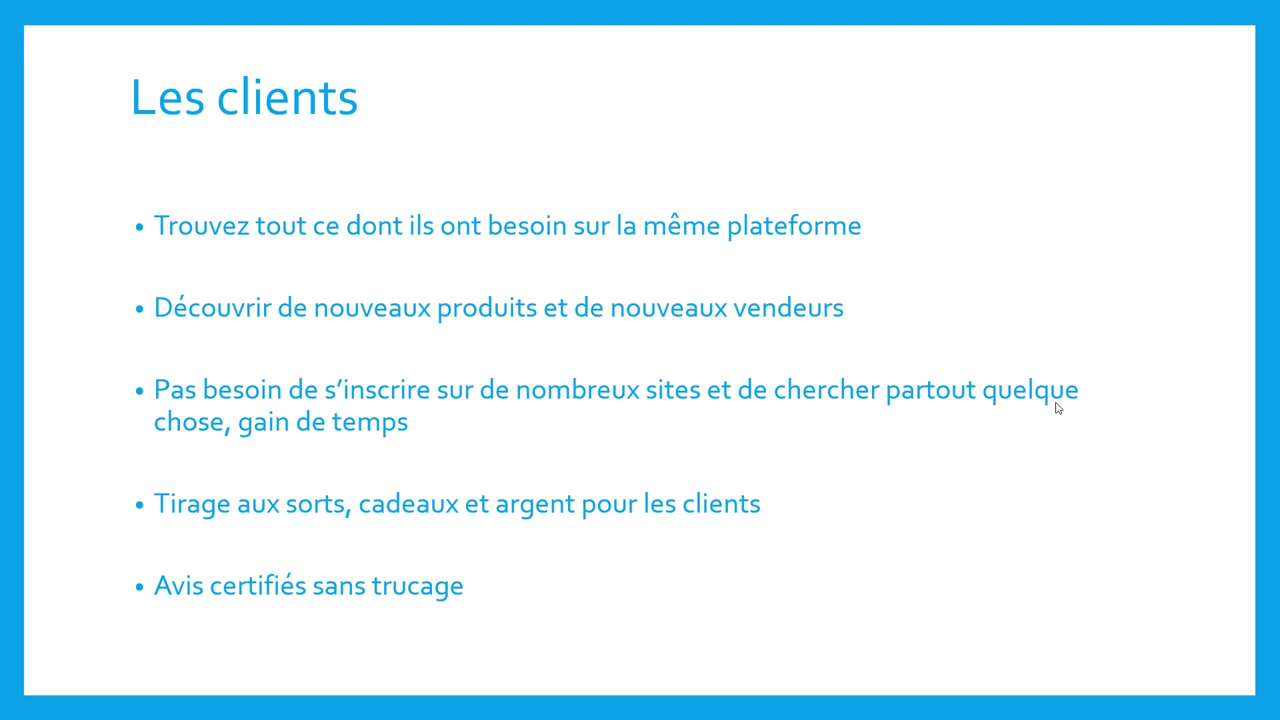 Les clients
• Trouvez tout ce dont ils ont besoin sur la même plateforme
• Découvrir de nouveaux produits et de nouveaux vendeurs
• Pas besoin de s’inscrire sur de nombreux sites et de chercher partout quelque
chose, gain de temps
• Tirage aux sorts, cadeaux et argent pour les clients
• Avis certifiés sans trucage